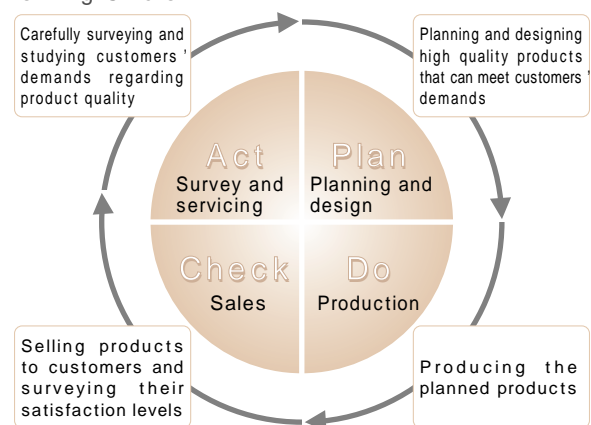 Carefully surveying and
studying customers'
demands regarding
product quality
Planning and designing
high quality products
that can meet customers'
demands
Act
Survey and
servicing
Plan
Planning and
design
Check
Sales
Do
Production
Selling products
to customers and
surveying their
satisfaction levels
Producing the
planned products